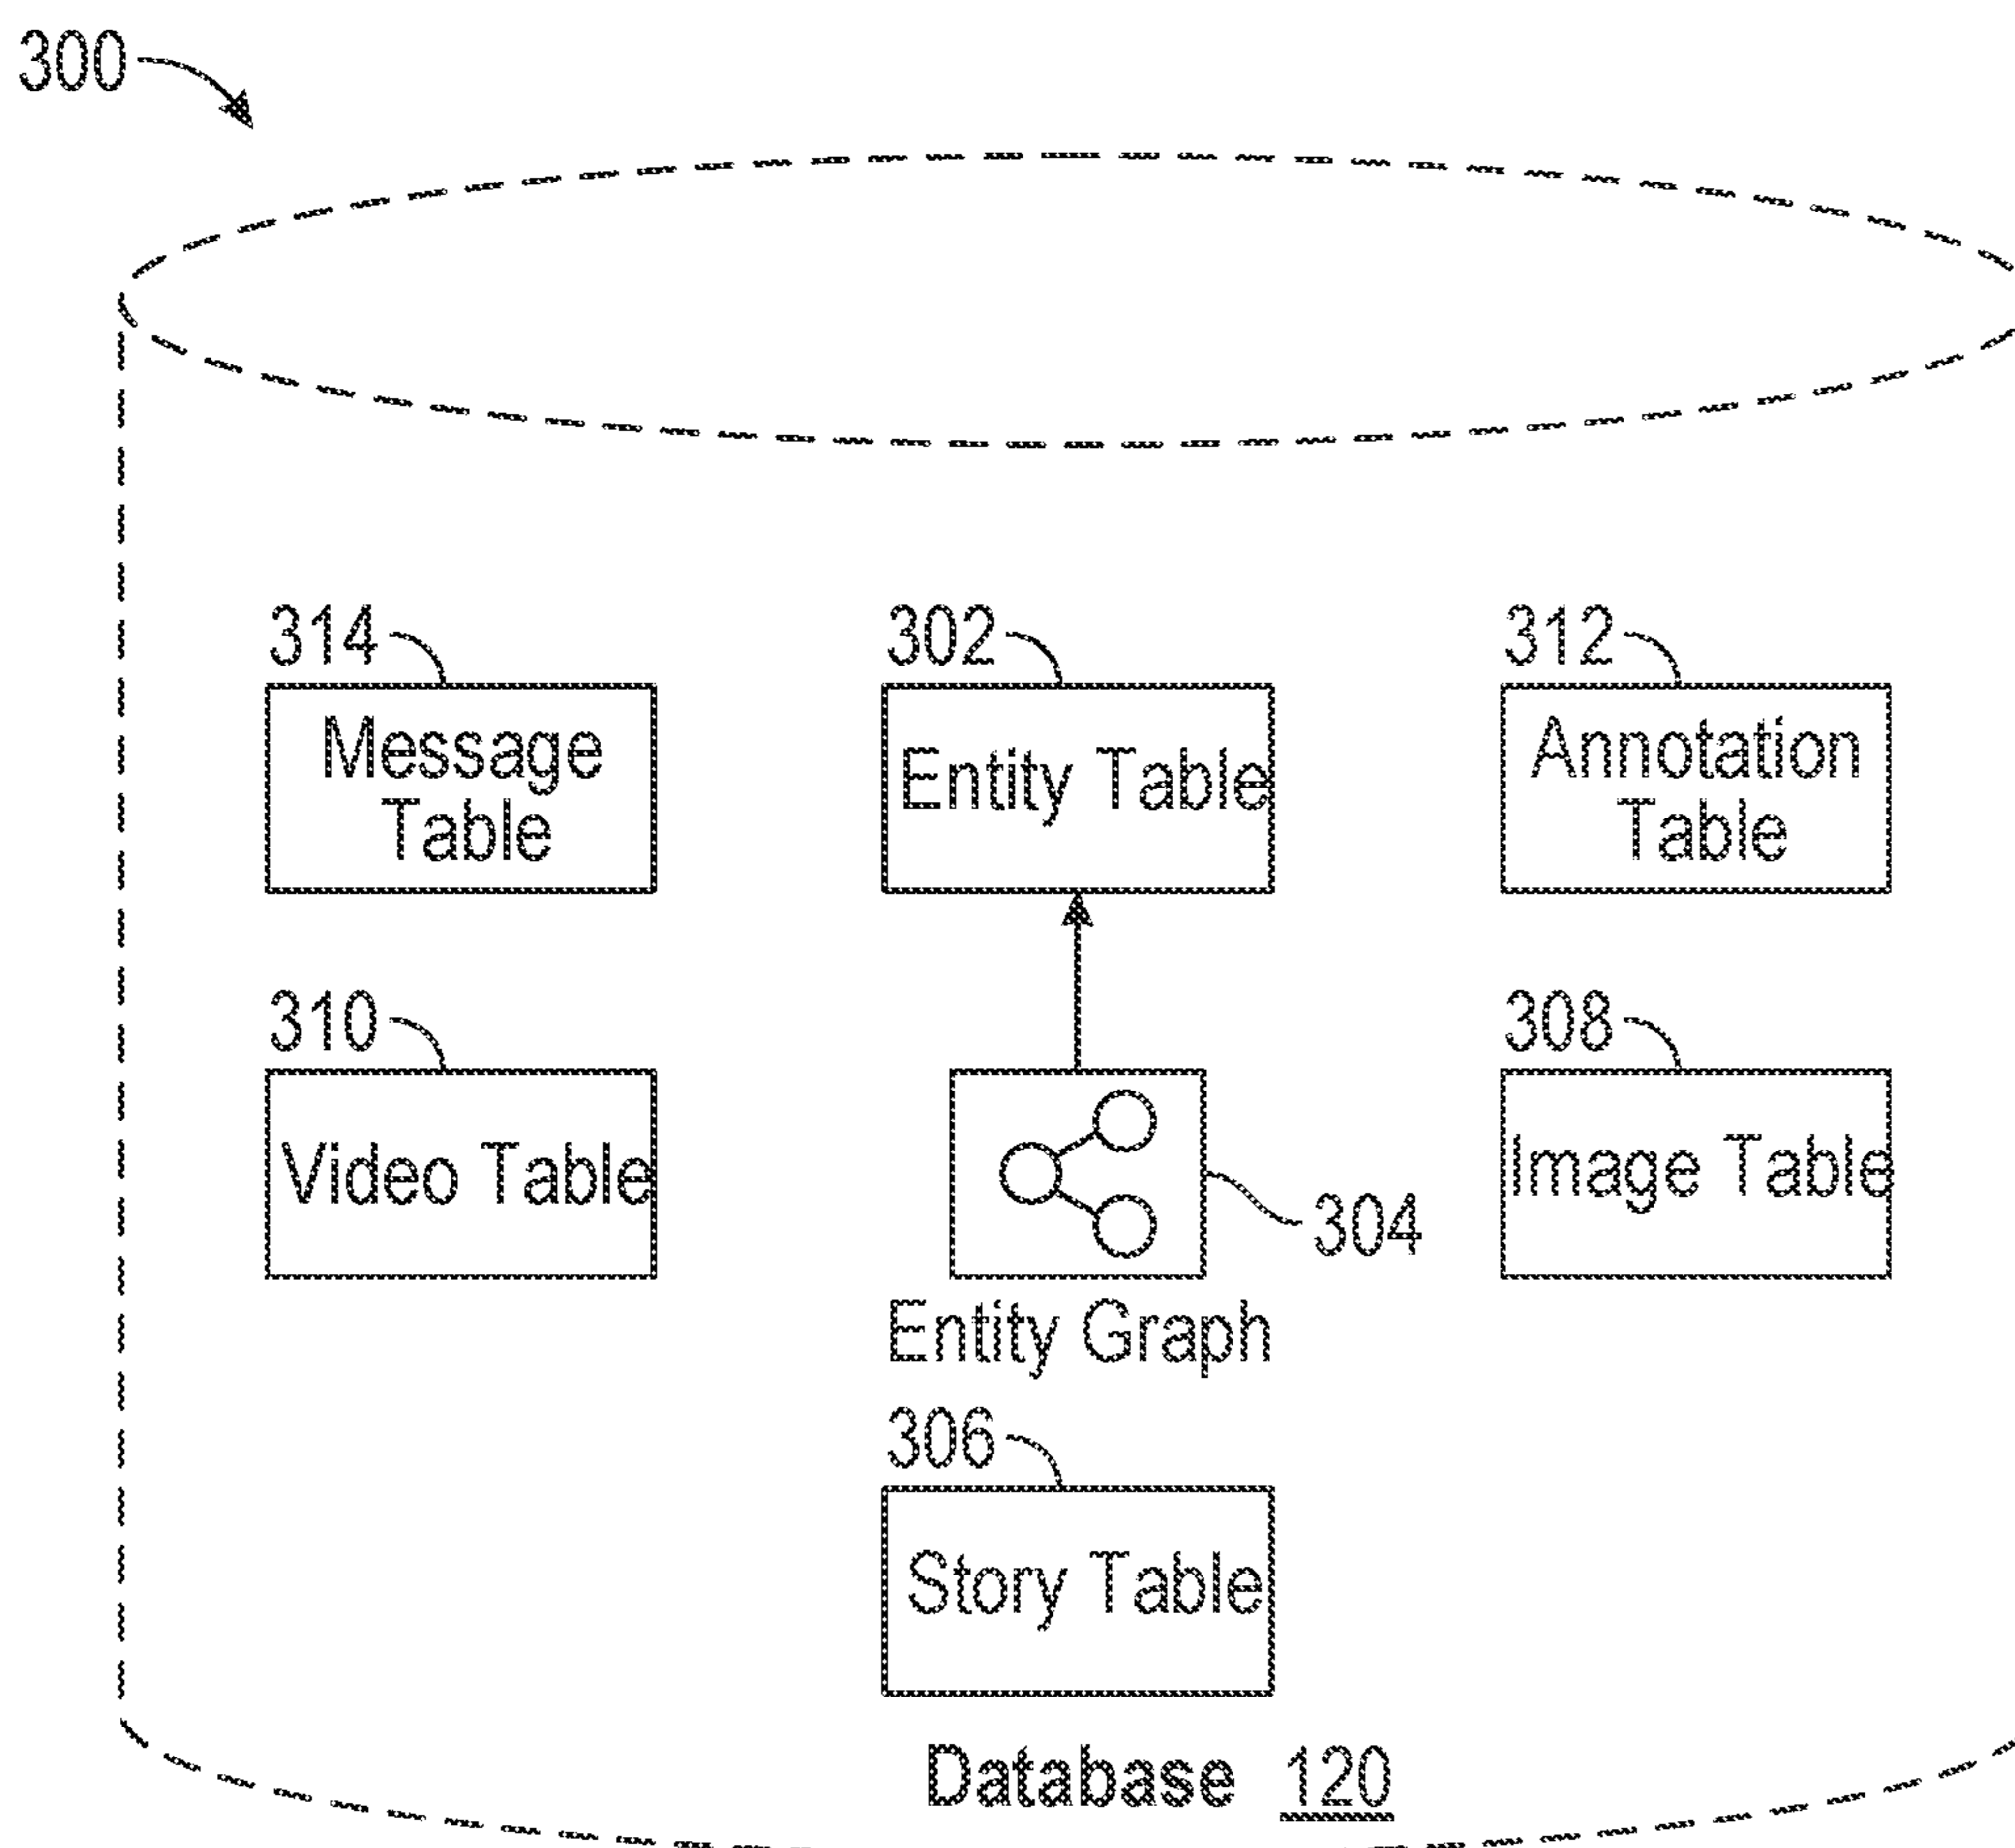 300
314
302
312
Message
Table
Entity Table
Annotation
Table
310
308
Video Table
Image Table
304
Entity Graph
306
Story Table
Database 120